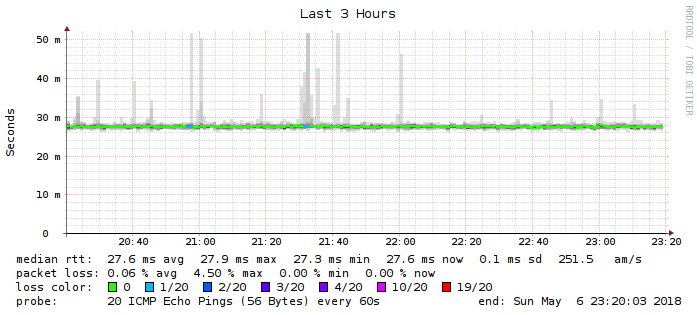 Last 3 Hours
RRDTOOL / TOBI OETIKER
Seconds
50 m
40 m
30 m
20 m
10 m
0
20:40 21:00 21:20 21:40 22:00 22:20 22:40 23:00 23:20
median rtt: 27.6 ms avg 27.9 ms max 27.3 ms min 27.6 ms now 0.1 ms sd 251.5 am/s
packet loss: 0.06 % avg 4.50 % max 0.00 % min 0.00 % now
loss color: 0 1/20 2/20 3/20 4/20 10/20 19/20
probe: 20 ICMP Echo Pings (56 Bytes) every 60s end: Sun May 6 23:20:03 2018